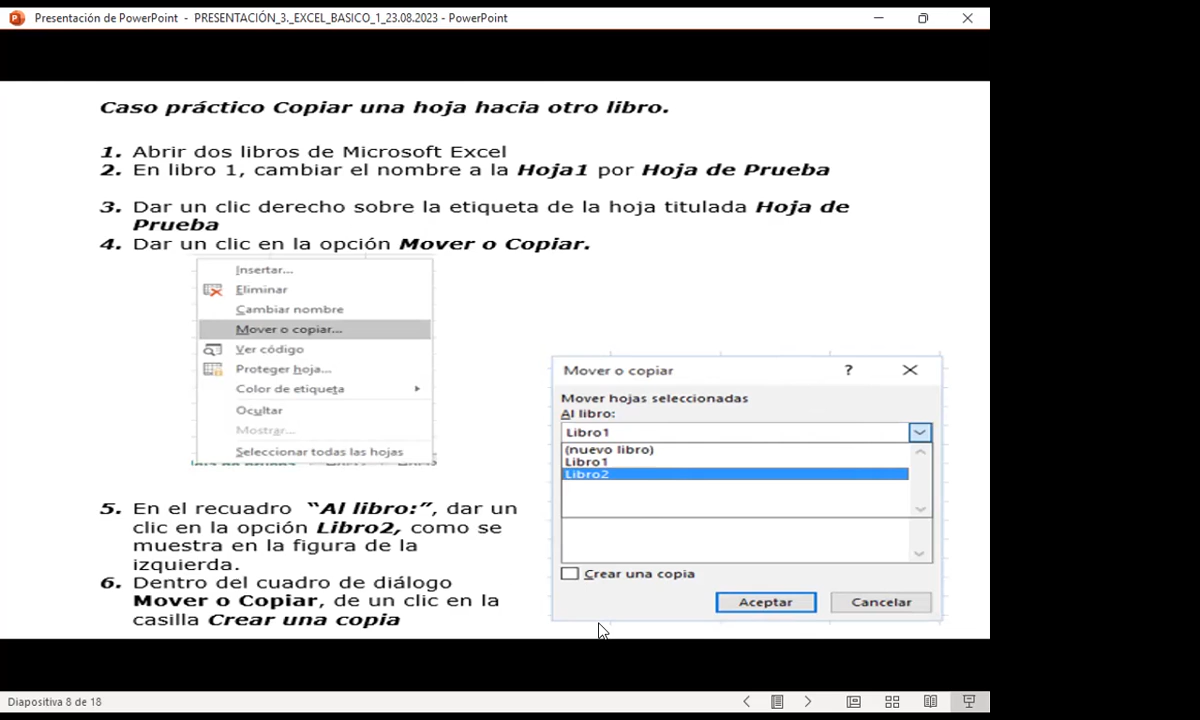 Presentación de PowerPoint - PRESENTACIÓN_3._EXCEL_BASICO_1_23.08.2023 - PowerPoint
Caso práctico Copiar una hoja hacia otro libro.
1. Abrir dos libros de Microsoft Excel
2. En libro 1, cambiar el nombre a la Hoja1 por Hoja de Prueba
3. Dar un clic derecho sobre la etiqueta de la hoja titulada Hoja de
Prueba
4. Dar un clic en la opción Mover o Copiar.
Insertar...
Eliminar
Cambiar nombre
Mover o copiar...
Ver código
Proteger hoja...
Color de etiqueta
Ocultar
Mostrar...
Seleccionar todas las hojas
Mover o copiar
?
Mover hojas seleccionadas
Al libro:
Libro1
(nuevo libro)
Libro1
Libro2
Crear una copia
Aceptar
Cancelar
5. En el recuadro “Al libro:”, dar un
clic en la opción Libro2, como se
muestra en la figura de la
izquierda.
6. Dentro del cuadro de diálogo
Mover o Copiar, de un clic en la
casilla Crear una copia
Diapositiva 8 de 18